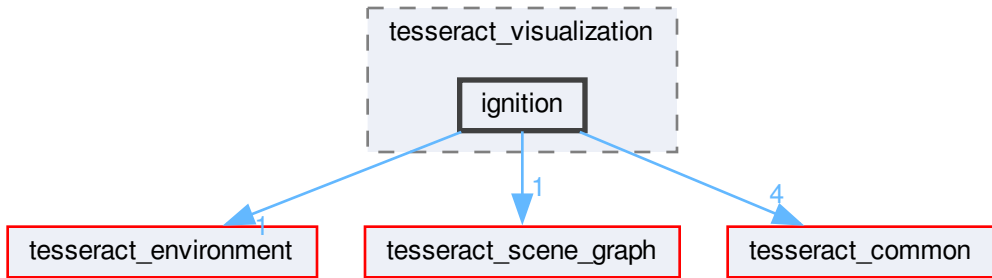 tesseract_visualization
ignition
1
1
4
tesseract_environment
tesseract_scene_graph
tesseract_common